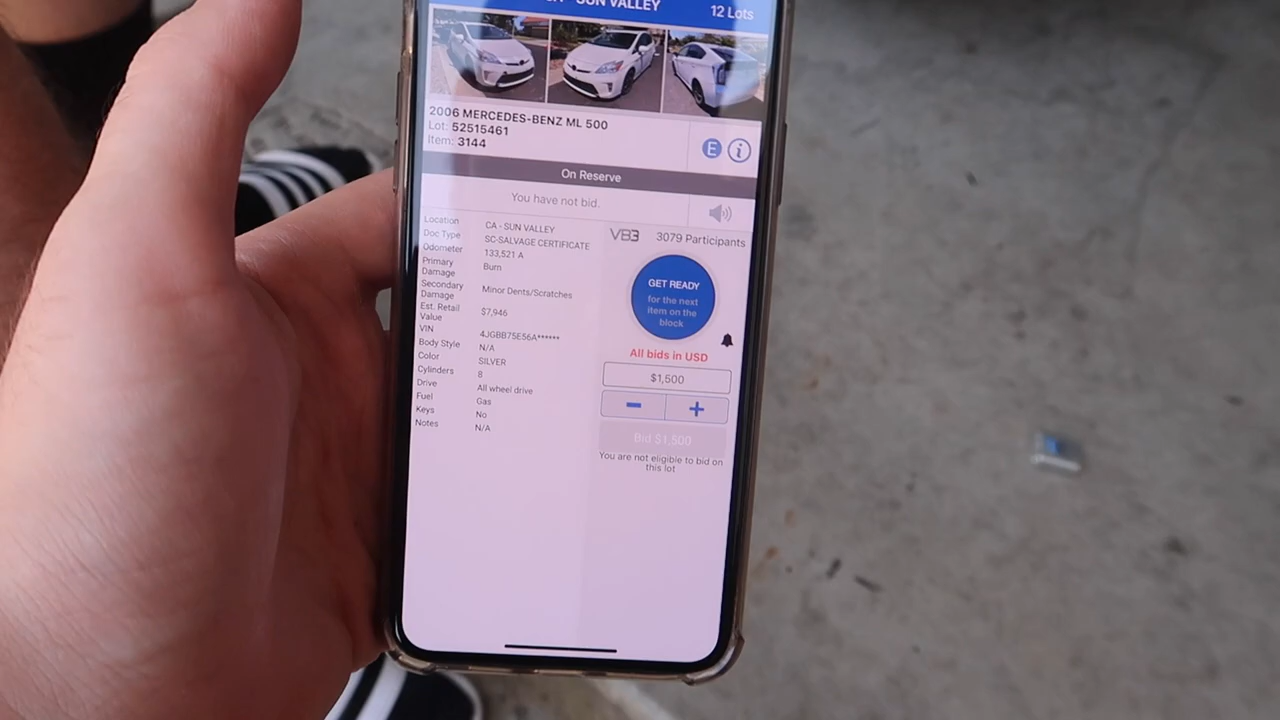 SUN VALLEY
12 Lots
2006 MERCEDES-BENZ ML 500
Lot: 52515461
Item: 3144
E i
On Reserve
You have not bid.
Location CA - SUN VALLEY
Doc Type SC-SALVAGE CERTIFICATE
Odometer 133,521 A
Primary Damage Burn
Secondary Damage Minor Dents/Scratches
Est. Retail Value $7,946
VIN 4JGBB75E56A******
Body Style N/A
Color SILVER
Cylinders 8
Drive All wheel drive
Fuel Gas
Keys No
Notes N/A
VB3 3079 Participants
GET READY
for the next
item on the
block
All bids in USD
$1,500
Bid $1,500
You are not eligible to bid on
this lot